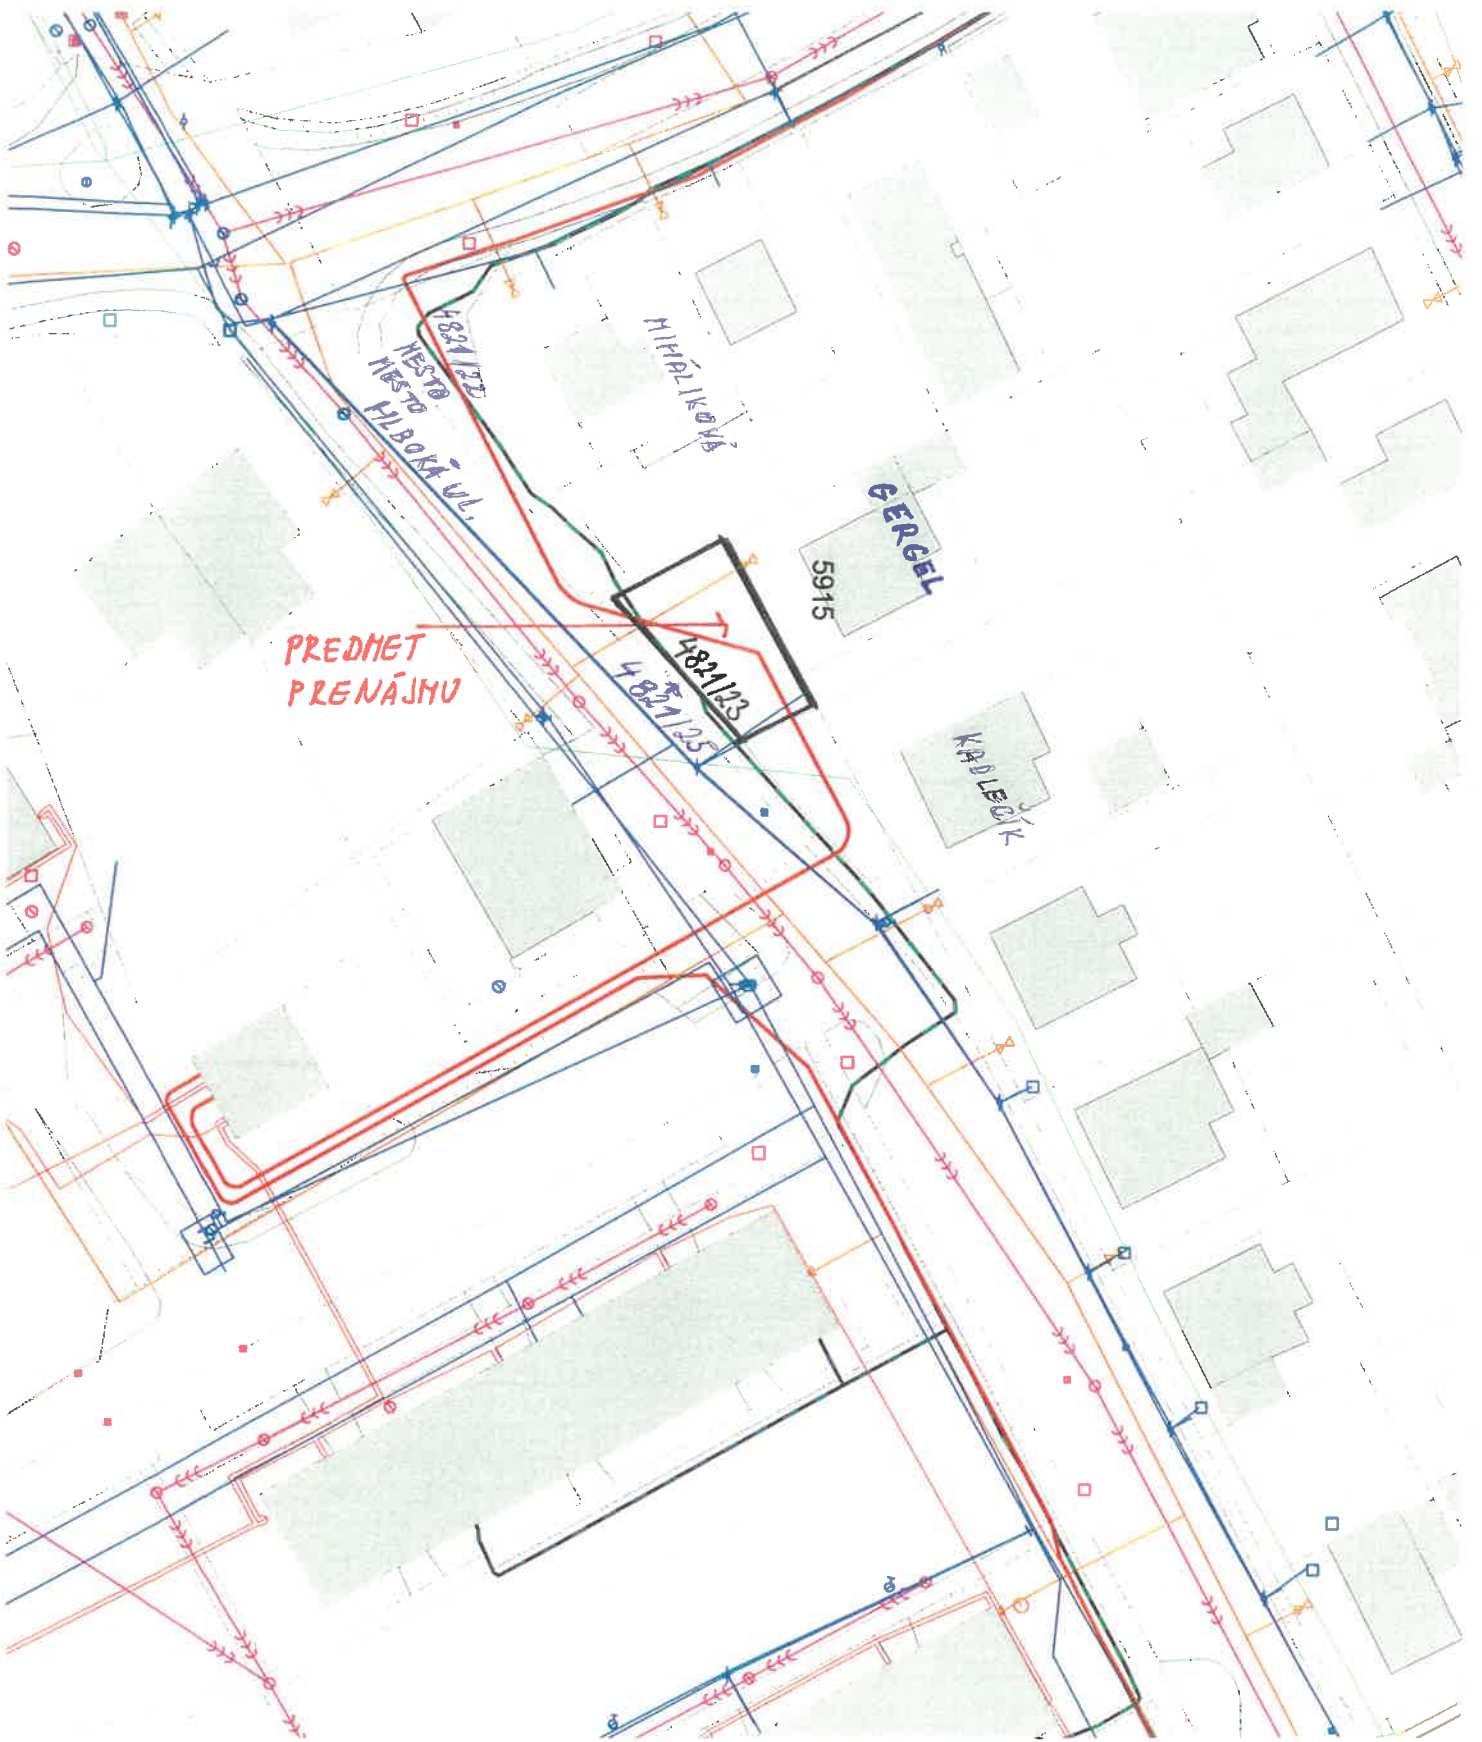 4821/22
MESTO
MESTO
HLBOKÁ UL.
MIHÁLIKOVÁ
GERGEL
5915
PREDMET
PRENÁJMU
4821/23
4821/25
KADLEČÍK